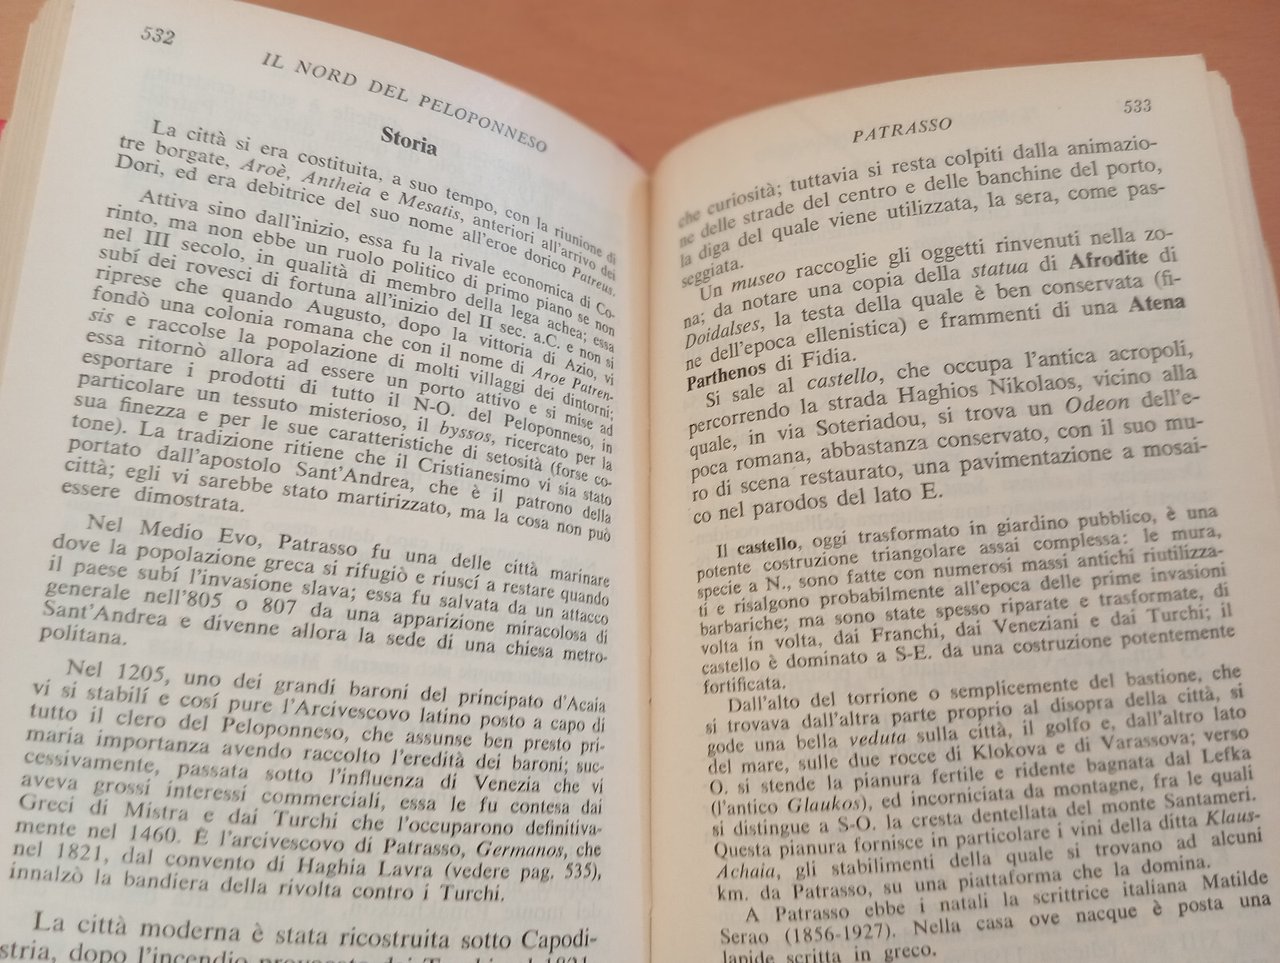 532
IL NORD DEL PELOPONNESO
Storia
La città si era costituita, a suo tempo, con la riunione di
tre borgate, Aroè, Antheia e Mesatis, anteriori all'arrivo dei
Dori, ed era debitrice del suo nome all'eroe dorico Patreus.
Attiva sino dall'inizio, essa fu la rivale economica di Co-
rinto, ma non ebbe un ruolo politico di primo piano se non
nel III secolo, in qualità di membro della lega achea; essa
subí dei rovesci di fortuna all'inizio del II sec. a.C. e non si
riprese che quando Augusto, dopo la vittoria di Azio, vi
fondò una colonia romana che con il nome di Aroe Patren-
sis e raccolse la popolazione di molti villaggi dei dintorni;
essa ritornò allora ad essere un porto attivo e si mise ad
esportare i prodotti di tutto il N-O. del Peloponneso, in
particolare un tessuto misterioso, il byssos, ricercato per la
sua finezza e per le sue caratteristiche di setosità (forse co-
tone). La tradizione ritiene che il Cristianesimo vi sia stato
portato dall'apostolo Sant'Andrea, che è il patrono della
città; egli vi sarebbe stato martirizzato, ma la cosa non può
essere dimostrata.
Nel Medio Evo, Patrasso fu una delle città marinare
dove la popolazione greca si rifugiò e riuscí a restare quando
il paese subí l'invasione slava; essa fu salvata da un attacco
generale nell'805 o 807 da una apparizione miracolosa di
Sant'Andrea e divenne allora la sede di una chiesa metro-
politana.
Nel 1205, uno dei grandi baroni del principato d'Acaia
vi si stabilí e cosí pure l'Arcivescovo latino posto a capo di
tutto il clero del Peloponneso, che assunse ben presto pri-
maria importanza avendo raccolto l'eredità dei baroni; suc-
cessivamente, passata sotto l'influenza di Venezia che vi
aveva grossi interessi commerciali, essa le fu contesa dai
Greci di Mistra e dai Turchi che l'occuparono definitiva-
mente nel 1460. È l'arcivescovo di Patrasso, Germanos, che
nel 1821, dal convento di Haghia Lavra (vedere pag. 535),
innalzò la bandiera della rivolta contro i Turchi.
La città moderna è stata ricostruita sotto Capodi-
stria, dopo l'incendio
PATRASSO
533
che curiosità; tuttavia si resta colpiti dalla animazio-
ne delle strade del centro e delle banchine del porto,
la diga del quale viene utilizzata, la sera, come pas-
seggiata.
Un museo raccoglie gli oggetti rinvenuti nella zo-
na; da notare una copia della statua di Afrodite di
Doidalses, la testa della quale è ben conservata (fi-
ne dell'epoca ellenistica) e frammenti di una Atena
Parthenos di Fidia.
Si sale al castello, che occupa l'antica acropoli,
percorrendo la strada Haghios Nikolaos, vicino alla
quale, in via Soteriadou, si trova un Odeon dell'e-
poca romana, abbastanza conservato, con il suo mu-
ro di scena restaurato, una pavimentazione a mosai-
co nel parodos del lato E.
Il castello, oggi trasformato in giardino pubblico, è una
potente costruzione triangolare assai complessa: le mura,
specie a N., sono fatte con numerosi massi antichi riutilizza-
ti e risalgono probabilmente all'epoca delle prime invasioni
barbariche; ma sono state spesso riparate e trasformate, di
volta in volta, dai Franchi, dai Veneziani e dai Turchi; il
castello è dominato a S-E. da una costruzione potentemente
fortificata.
Dall'alto del torrione o semplicemente del bastione, che
si trovava dall'altra parte proprio al disopra della città, si
gode una bella veduta sulla città, il golfo e, dall'altro lato
del mare, sulle due rocce di Klokova e di Varassova; verso
O. si stende la pianura fertile e ridente bagnata dal Lefka
(l'antico Glaukos), ed incorniciata da montagne, fra le quali
si distingue a S-O. la cresta dentellata del monte Santameri.
Questa pianura fornisce in particolare i vini della ditta Klaus-
Achaia, gli stabilimenti della quale si trovano ad alcuni
km. da Patrasso, su una piattaforma che la domina.
A Patrasso ebbe i natali la scrittrice italiana Matilde
Serao (1856-1927). Nella casa ove nacque è posta una
lapide scritta in greco.